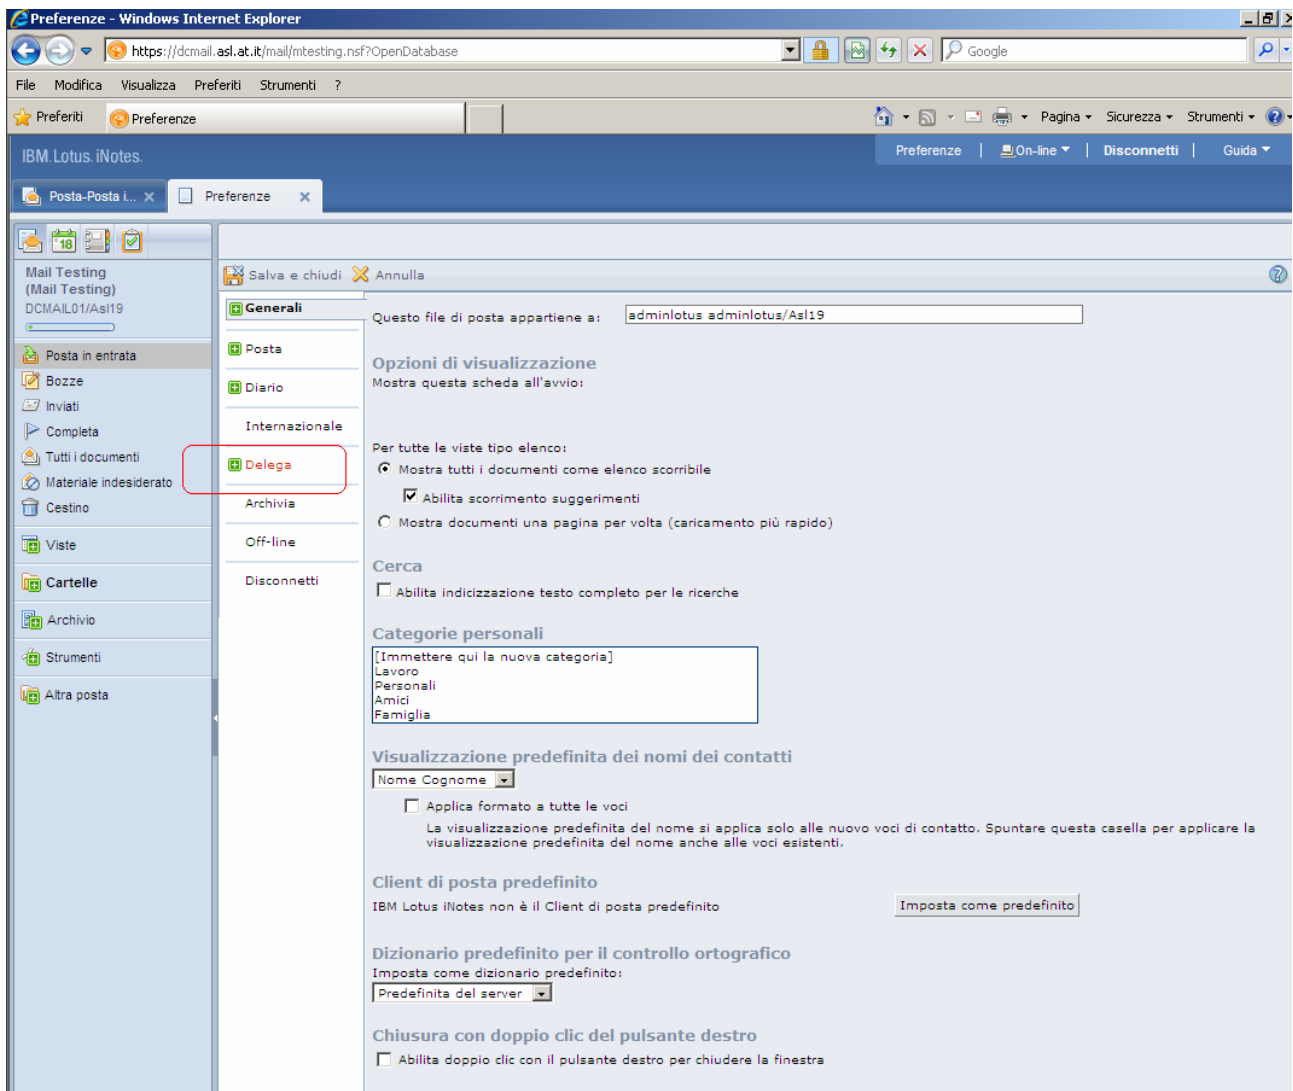 Preferenze - Windows Internet Explorer
https://dcmail.asl.at.it/mail/mtesting.nsf?OpenDatabase
Google
File Modifica Visualizza Preferiti Strumenti ?
Preferiti Preferenze Pagina Sicurezza Strumenti
IBM.Lotus.iNotes. Preferenze | On-line | Disconnetti | Guida
Posta-Posta i... Preferenze
18
Mail Testing
(Mail Testing)
DCMAIL01/Asl19
Posta in entrata
Bozze
Inviati
Completa
Tutti i documenti
Materiale indesiderato
Cestino
Viste
Cartelle
Archivio
Strumenti
Altra posta
Salva e chiudi Annulla
Generali
Posta
Diario
Internazionale
Delega
Archivia
Off-line
Disconnetti
Questo file di posta appartiene a: adminlotus adminlotus/Asl19
Opzioni di visualizzazione
Mostra questa scheda all'avvio:
Per tutte le viste tipo elenco:
Mostra tutti i documenti come elenco scorribile
Abilita scorrimento suggerimenti
Mostra documenti una pagina per volta (caricamento più rapido)
Cerca
Abilita indicizzazione testo completo per le ricerche
Categorie personali
[Immettere qui la nuova categoria]
Lavoro
Personali
Amici
Famiglia
Visualizzazione predefinita dei nomi dei contatti
Nome Cognome
Applica formato a tutte le voci
La visualizzazione predefinita del nome si applica solo alle nuovo voci di contatto. Spuntare questa casella per applicare la
visualizzazione predefinita del nome anche alle voci esistenti.
Client di posta predefinito
IBM Lotus iNotes non è il Client di posta predefinito Imposta come predefinito
Dizionario predefinito per il controllo ortografico
Imposta come dizionario predefinito:
Predefinita del server
Chiusura con doppio clic del pulsante destro
Abilita doppio clic con il pulsante destro per chiudere la finestra